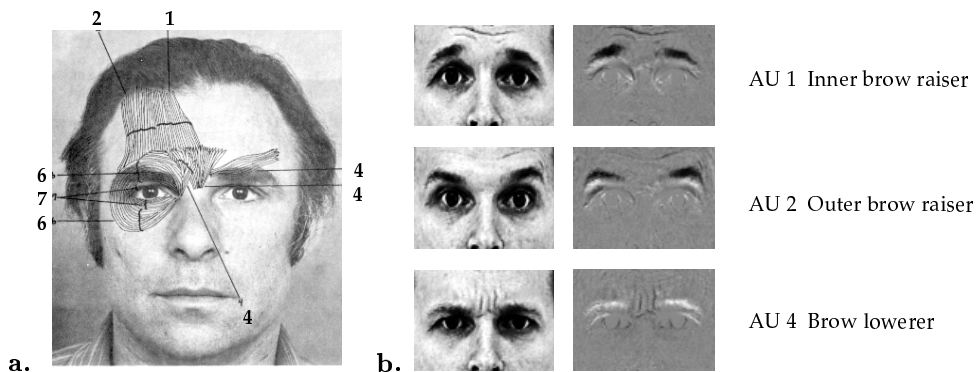 2 1
6
7
6
4
4
4
a.
b.
AU 1 Inner brow raiser
AU 2 Outer brow raiser
AU 4 Brow lowerer